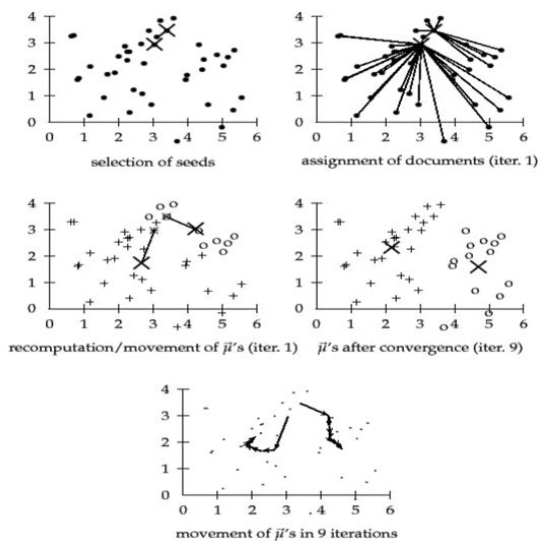 4
3
2
1
0
0 1 2 3 4 5 6
selection of seeds
4
3
2
1
0
0 1 2 3 4 5 6
assignment of documents (iter. 1)
4
3
2
1
0
0 1 2 3 4 5 6
recomputation/movement of μ⃗'s (iter. 1)
4
3
2
1
0
0 1 2 3 4 5 6
μ⃗'s after convergence (iter. 9)
4
3
2
1
0
0 1 2 3 4 5 6
movement of μ⃗'s in 9 iterations